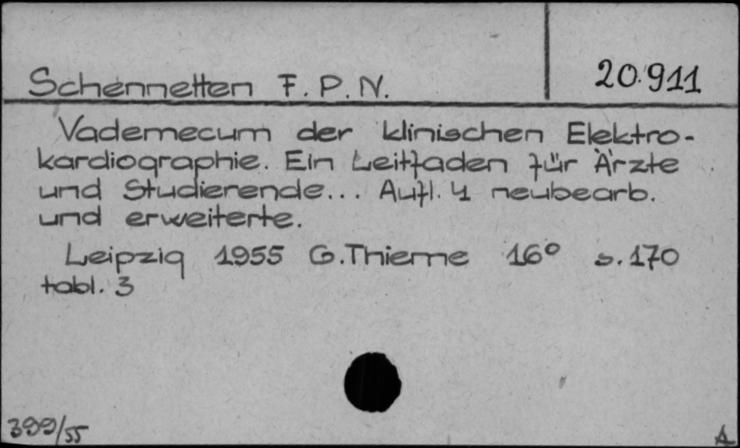 Schennetten F.P.N.
20.911
Vademecum der klinischen Elektro-
kardiographie. Ein Leitfaden für Ärzte
und Studierende... Aufl. 4 neubearb.
und erweiterte.
Leipzig 1955 G. Thieme 16° s. 170
tabl. 3
399/55
A